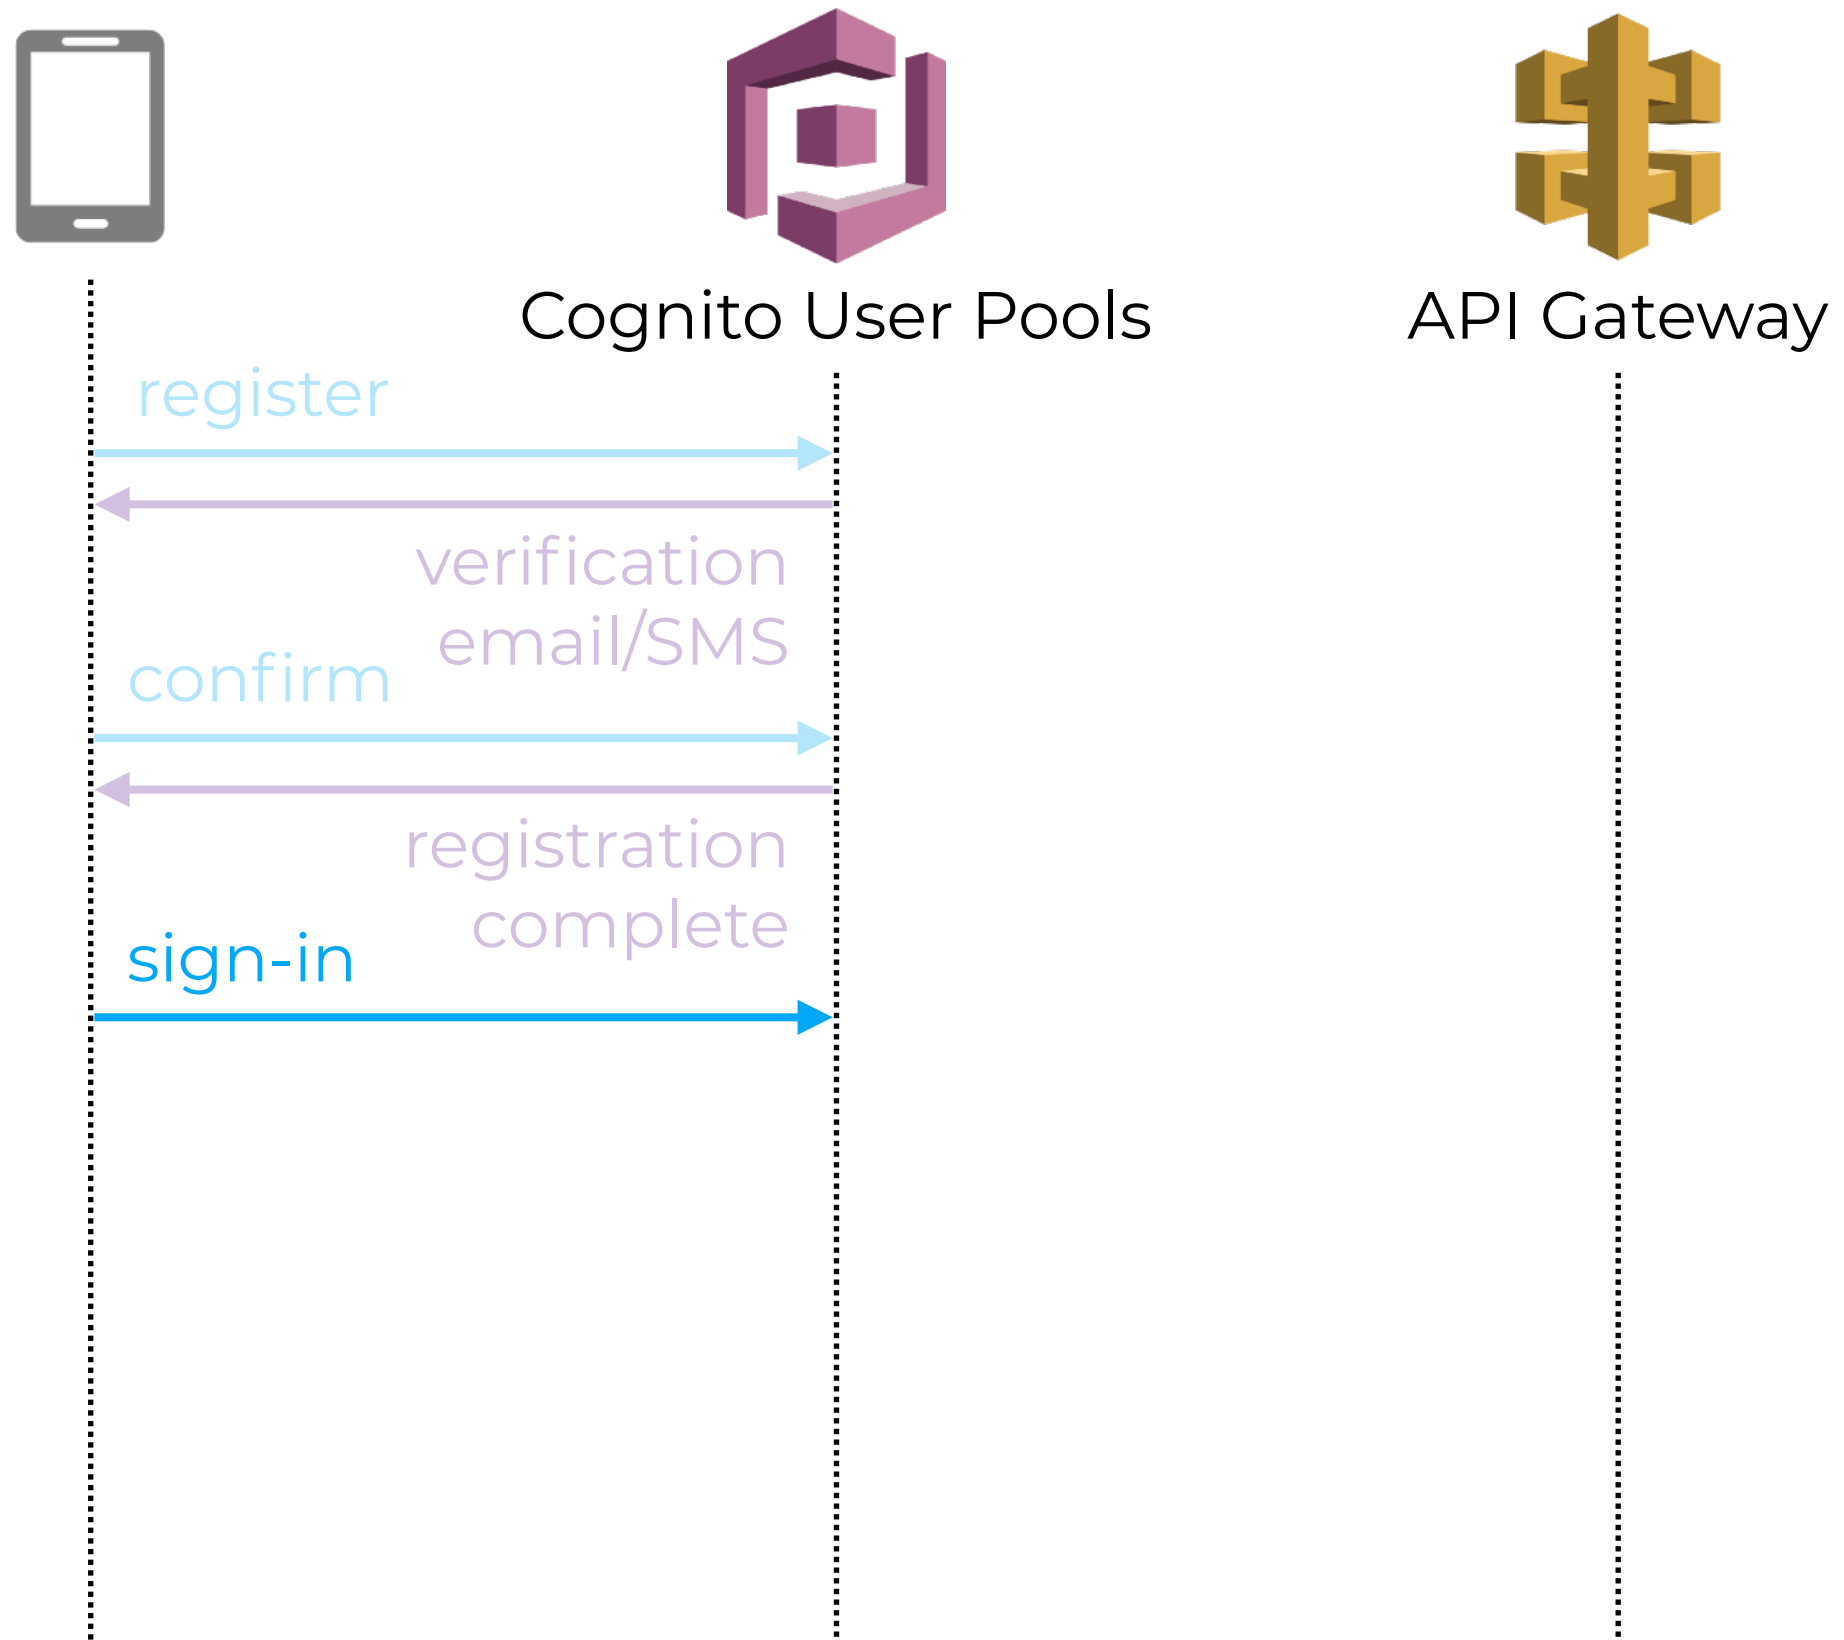 Cognito User Pools
API Gateway
register
verification
email/SMS
confirm
registration
complete
sign-in